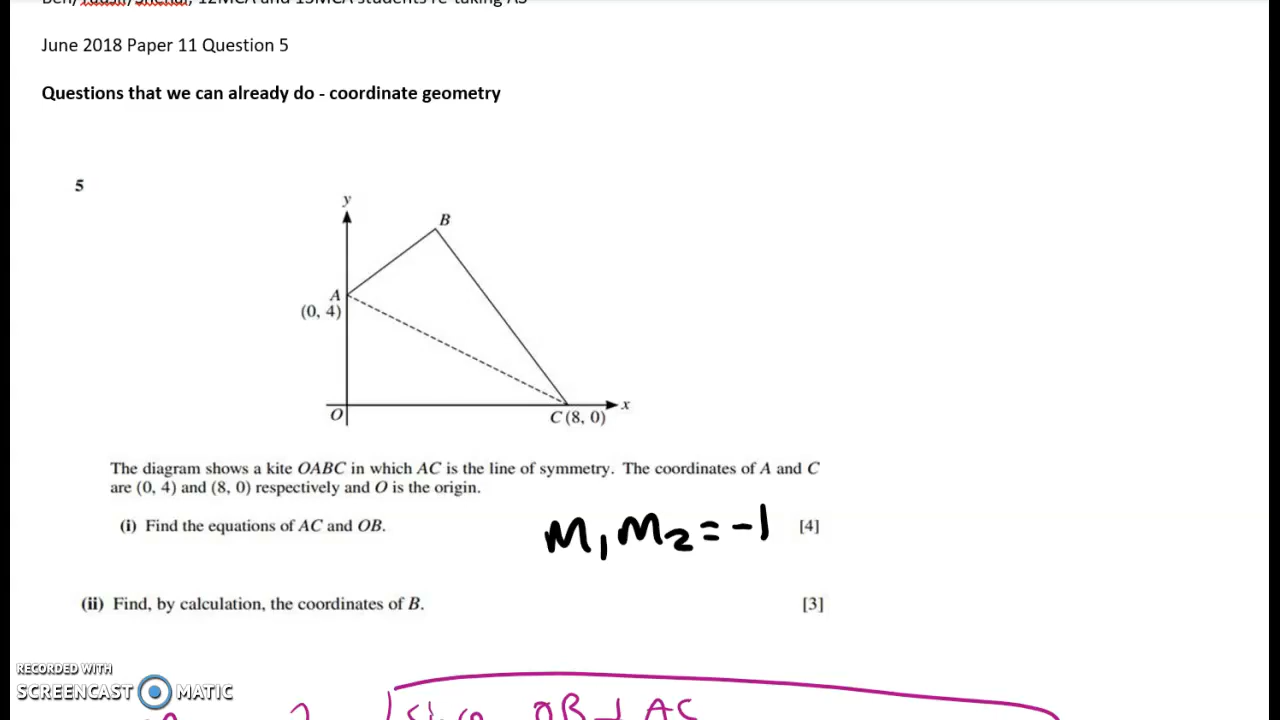 June 2018 Paper 11 Question 5
Questions that we can already do - coordinate geometry
5
y
B
A
(0, 4)
O
C (8, 0)
x
The diagram shows a kite OABC in which AC is the line of symmetry. The coordinates of A and C
are (0, 4) and (8, 0) respectively and O is the origin.
(i) Find the equations of AC and OB. [4]
m₁m₂=-1
(ii) Find, by calculation, the coordinates of B. [3]
RECORDED WITH
SCREENCAST MATIC
OB ⊥ AC